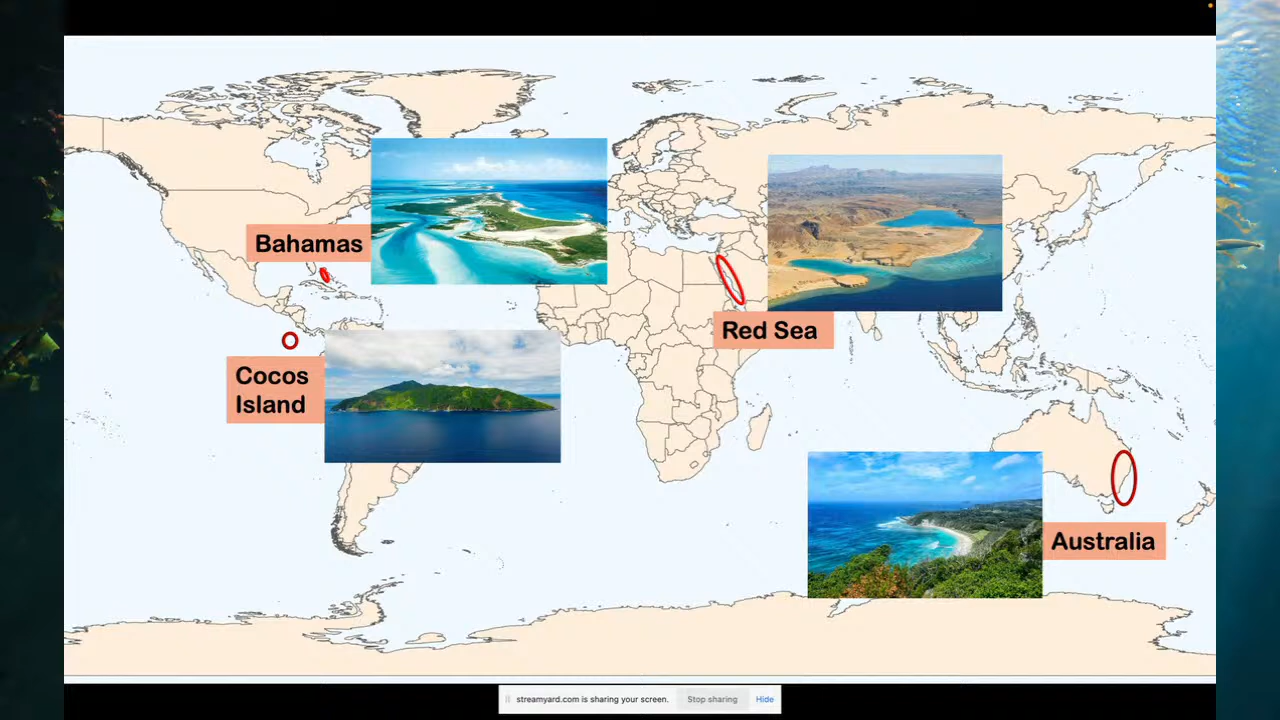 Bahamas
Red Sea
Cocos
Island
Australia
streamyard.com is sharing your screen.
Stop sharing
Hide